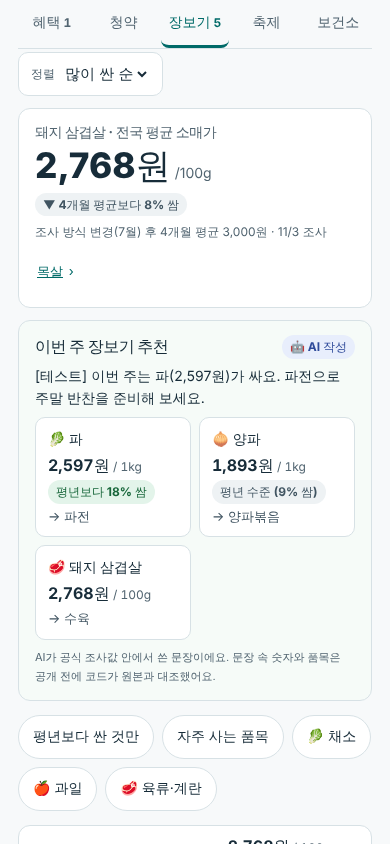 혜택 1 청약 장보기 5 축제 보건소
정렬 많이 싼 순
돼지 삼겹살 · 전국 평균 소매가
2,768원 /100g
▼ 4개월 평균보다 8% 쌈
조사 방식 변경(7월) 후 4개월 평균 3,000원 · 11/3 조사
목살 ›
이번 주 장보기 추천 🤖 AI 작성
[테스트] 이번 주는 파(2,597원)가 싸요. 파전으로
주말 반찬을 준비해 보세요.
🥬 파
2,597원 / 1kg
평년보다 18% 쌈
→ 파전
🧅 양파
1,893원 / 1kg
평년 수준 (9% 쌈)
→ 양파볶음
🥩 돼지 삼겹살
2,768원 / 100g
→ 수육
AI가 공식 조사값 안에서 쓴 문장이에요. 문장 속 숫자와 품목은
공개 전에 코드가 원본과 대조했어요.
평년보다 싼 것만 자주 사는 품목 🥬 채소
🍎 과일 🥩 육류·계란